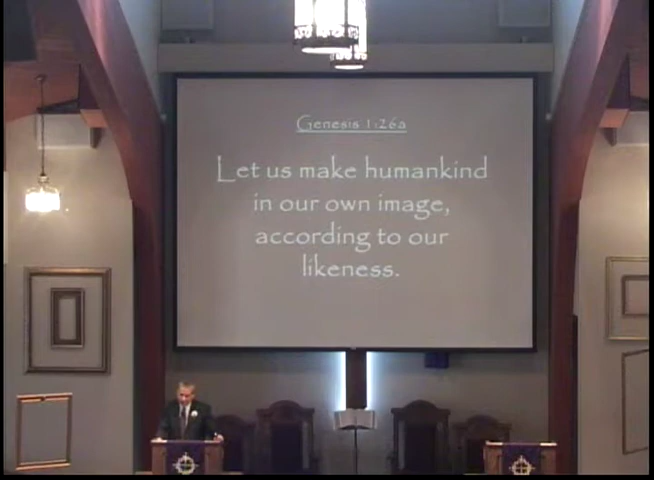 Genesis 1:26a
Let us make humankind
in our own image,
according to our
likeness.